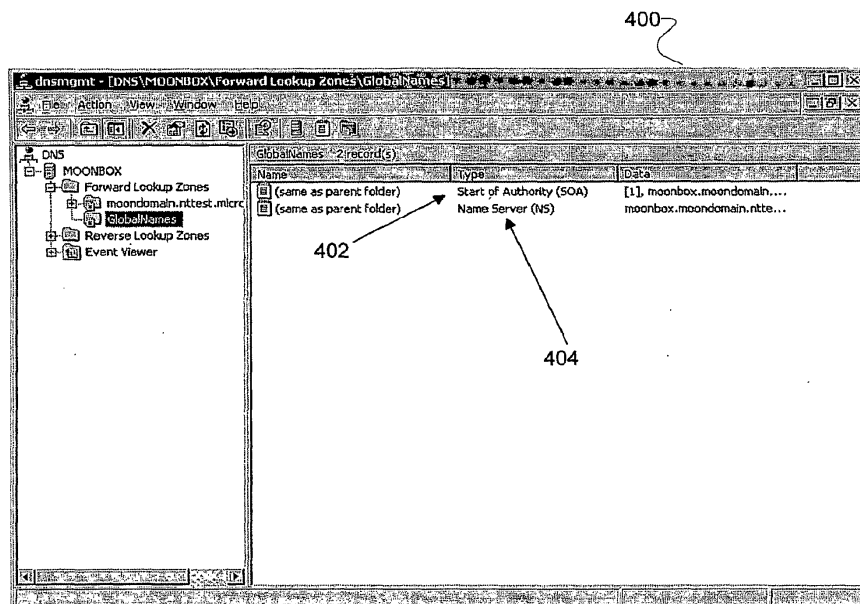 400
dnsmgmt - [DNS\MOONBOX\Forward Lookup Zones\GlobalNames]
File Action View Window Help
DNS
MOONBOX
Forward Lookup Zones
moondomain.nttest.micro
GlobalNames
Reverse Lookup Zones
Event Viewer
GlobalNames 2 record(s)
Name Type Data
(same as parent folder) Start of Authority (SOA) [1], moonbox.moondomain....
(same as parent folder) Name Server (NS) moonbox.moondomain.ntte...
402
404